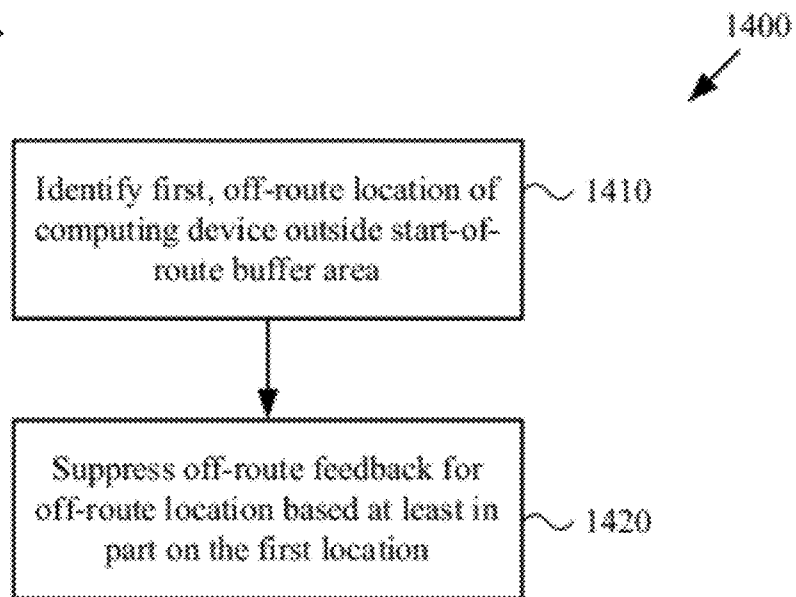 1400
Identify first, off-route location of
computing device outside start-of-
route buffer area
1410
Suppress off-route feedback for
off-route location based at least in
part on the first location
1420